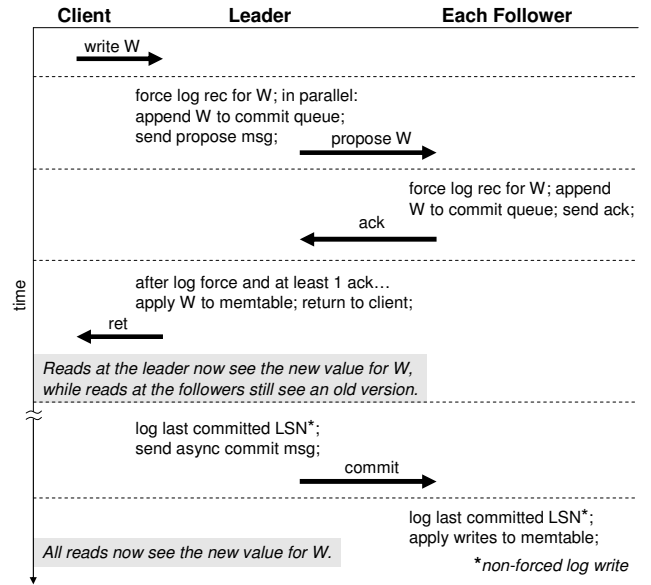 Client Leader Each Follower
write W
force log rec for W; in parallel:
append W to commit queue;
send propose msg;
propose W
force log rec for W; append
W to commit queue; send ack;
ack
time
after log force and at least 1 ack…
apply W to memtable; return to client;
ret
Reads at the leader now see the new value for W,
while reads at the followers still see an old version.
log last committed LSN*;
send async commit msg;
commit
log last committed LSN*;
apply writes to memtable;
All reads now see the new value for W.
*non-forced log write